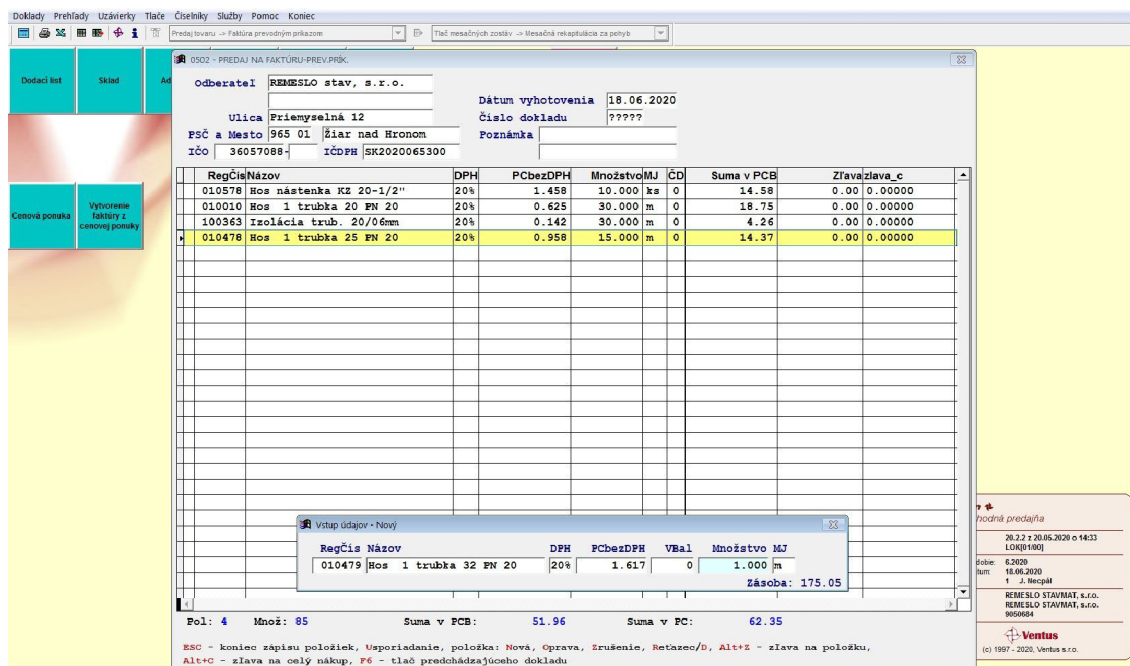 Doklady Prehľady Uzávierky Tlače Číselníky Služby Pomoc Koniec
Predaj tovaru -> Faktúra prevodným príkazom
Tlač mesačných zostáv -> Mesačná rekapitulácia za pohyb
Dodací list
Sklad
Ad
Cenová ponuka
Vytvorenie faktúry z cenovej ponuky
0502 - PREDAJ NA FAKTÚRU-PREV.PRÍK.
Odberateľ REMESLO stav, s.r.o.
Dátum vyhotovenia 18.06.2020
Ulica Priemyselná 12
Číslo dokladu ?????
PSČ a Mesto 965 01 Žiar nad Hronom
Poznámka
IČO 36057088- IČDPH SK2020065300
RegČís Názov DPH PCbezDPH Množstvo MJ ČD Suma v PCB Zľava zlava_c
010578 Hos nástenka KZ 20-1/2" 20% 1.458 10.000 ks 0 14.58 0.00 0.00000
010010 Hos 1 trubka 20 PN 20 20% 0.625 30.000 m 0 18.75 0.00 0.00000
100363 Izolácia trub. 20/06mm 20% 0.142 30.000 m 0 4.26 0.00 0.00000
010478 Hos 1 trubka 25 PN 20 20% 0.958 15.000 m 0 14.37 0.00 0.00000
Vstup údajov - Nový
RegČís Názov DPH PCbezDPH VBal Množstvo MJ
010479 Hos 1 trubka 32 PN 20 20% 1.617 0 1.000 m
Zásoba: 175.05
Pol: 4 Množ: 85 Suma v PCB: 51.96 Suma v PC: 62.35
ESC - koniec zápisu položiek, Usporiadanie, položka: Nová, Oprava, Zrušenie, Reťazec/D, Alt+Z - zľava na položku,
Alt+C - zľava na celý nákup, F6 - tlač predchádzajúceho dokladu
hodná predajňa
20.2.2 z 20.05.2020 o 14:33
LOK[01/00]
dobie: 6.2020
tum: 18.06.2020
1 J. Necpál
REMESLO STAVMAT, s.r.o.
REMESLO STAVMAT, s.r.o.
9050684
Ventus
(c) 1997 - 2020, Ventus s.r.o.